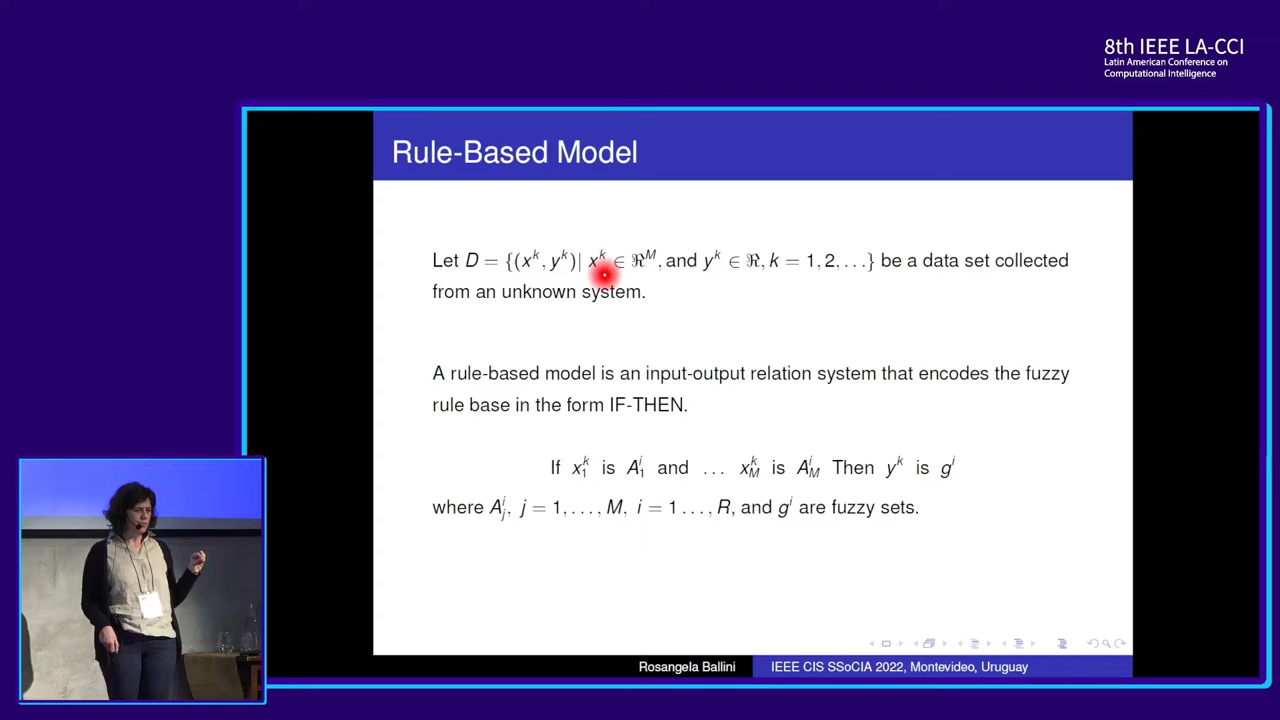 8th IEEE LA-CCI
Latin American Conference on
Computational Intelligence
Rule-Based Model
Let D = {(x^k, y^k)| x^k ∈ ℜ^M, and y^k ∈ ℜ, k = 1, 2, . . .} be a data set collected
from an unknown system.
A rule-based model is an input-output relation system that encodes the fuzzy
rule base in the form IF-THEN.
If x_1^k is A_1^i and . . . x_M^k is A_M^i Then y^k is g^i
where A_j^i, j = 1, . . . , M, i = 1 . . . , R, and g^i are fuzzy sets.
Rosangela Ballini IEEE CIS SSoCIA 2022, Montevideo, Uruguay